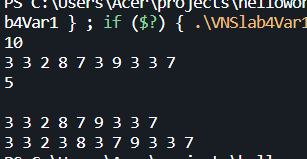 PS C:\Users\Acer\projects\hellowor
b4Var1 } ; if ($?) { .\VNSlab4Var1
10
3 3 2 8 7 3 9 3 3 7
5
3 3 2 8 7 9 3 3 7
3 3 2 3 8 3 7 9 3 3 7